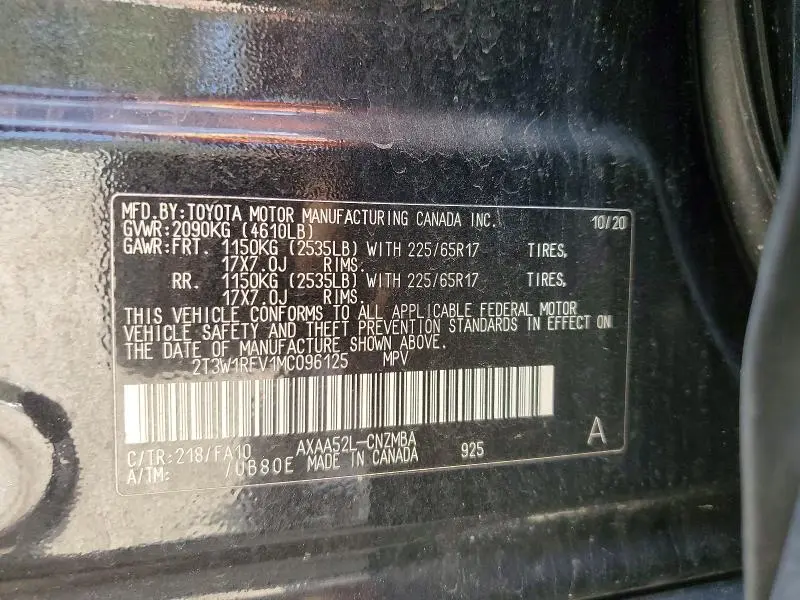 MFD.BY:TOYOTA MOTOR MANUFACTURING CANADA INC. 10/20
GVWR:2090KG (4610LB)
GAWR:FRT. 1150KG (2535LB) WITH 225/65R17 TIRES,
17X7.0J RIMS.
RR. 1150KG (2535LB) WITH 225/65R17 TIRES,
17X7.0J RIMS.
THIS VEHICLE CONFORMS TO ALL APPLICABLE FEDERAL MOTOR
VEHICLE SAFETY AND THEFT PREVENTION STANDARDS IN EFFECT ON
THE DATE OF MANUFACTURE SHOWN ABOVE.
2T3W1RFV1MC096125 MPV
C/TR:218/FA10 AXAA52L-CNZMBA 925 A
A/TM: /UB80E MADE IN CANADA